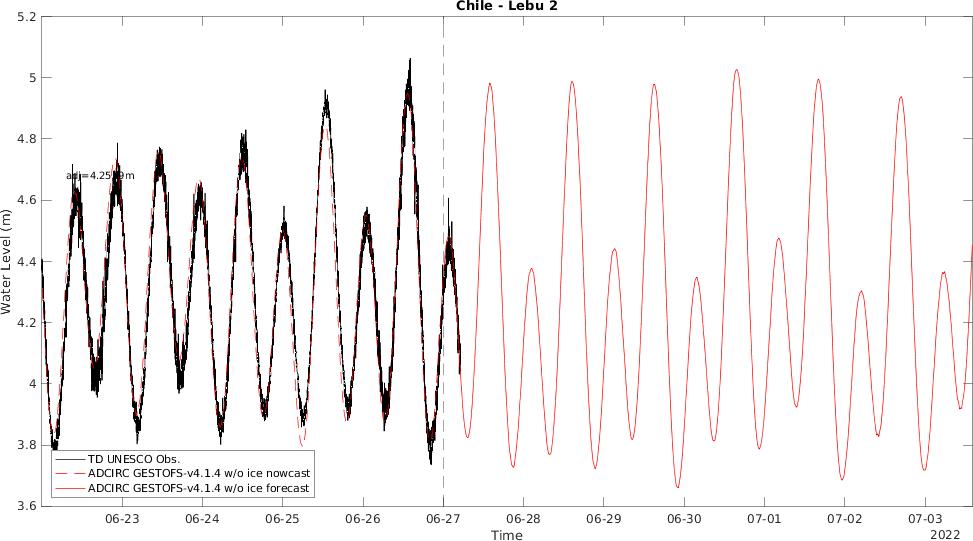 Chile - Lebu 2
5.2
5
4.8
4.6
4.4
4.2
4
3.8
3.6
Water Level (m)
TD UNESCO Obs.
ADCIRC GESTOFS-v4.1.4 w/o ice nowcast
ADCIRC GESTOFS-v4.1.4 w/o ice forecast
06-23 06-24 06-25 06-26 06-27 06-28 06-29 06-30 07-01 07-02 07-03
Time
2022